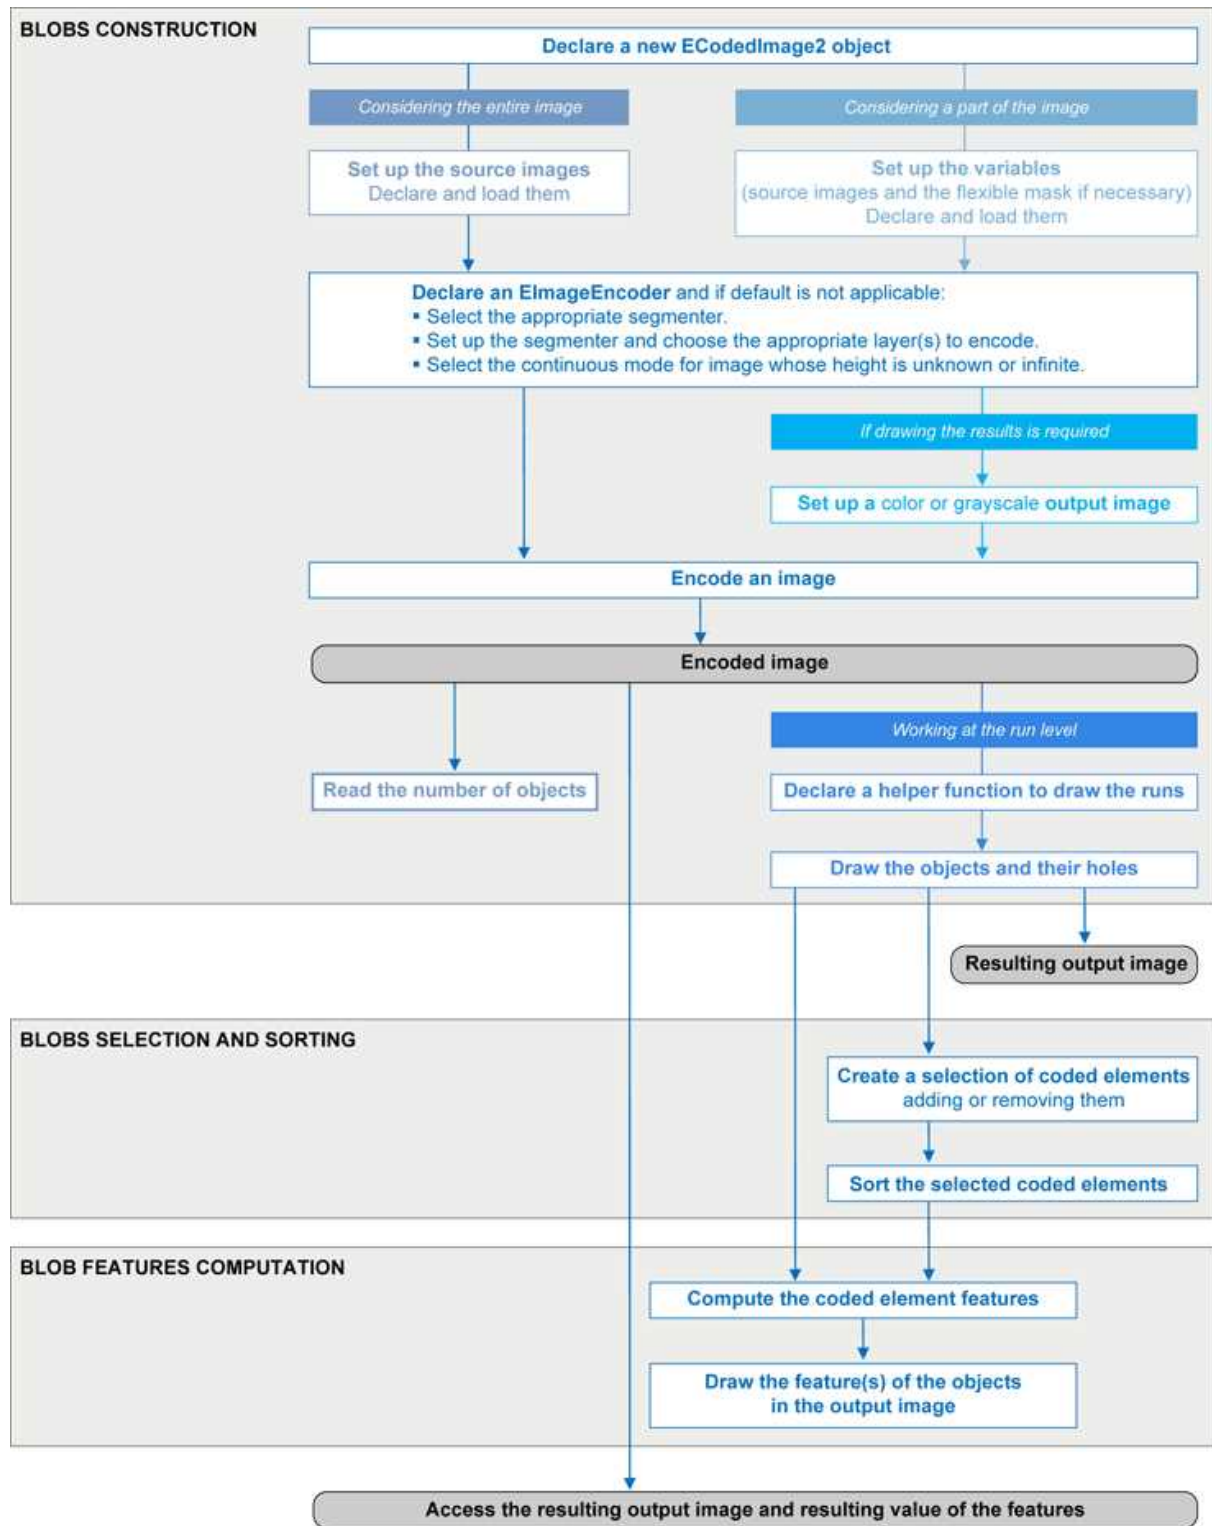 BLOBS CONSTRUCTION
Declare a new ECodedImage2 object
Considering the entire image
Considering a part of the image
Set up the source images
Declare and load them
Set up the variables
(source images and the flexible mask if necessary)
Declare and load them
Declare an EImageEncoder and if default is not applicable:
▪ Select the appropriate segmenter.
▪ Set up the segmenter and choose the appropriate layer(s) to encode.
▪ Select the continuous mode for image whose height is unknown or infinite.
If drawing the results is required
Set up a color or grayscale output image
Encode an image
Encoded image
Working at the run level
Read the number of objects
Declare a helper function to draw the runs
Draw the objects and their holes
Resulting output image
BLOBS SELECTION AND SORTING
Create a selection of coded elements
adding or removing them
Sort the selected coded elements
BLOB FEATURES COMPUTATION
Compute the coded element features
Draw the feature(s) of the objects
in the output image
Access the resulting output image and resulting value of the features